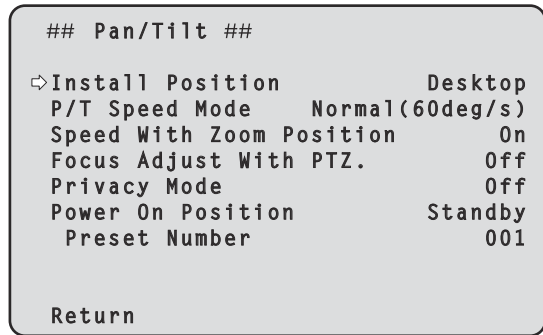 ## Pan/Tilt ##
⇨Install Position Desktop
P/T Speed Mode Normal(60deg/s)
Speed With Zoom Position On
Focus Adjust With PTZ. Off
Privacy Mode Off
Power On Position Standby
Preset Number 001
Return